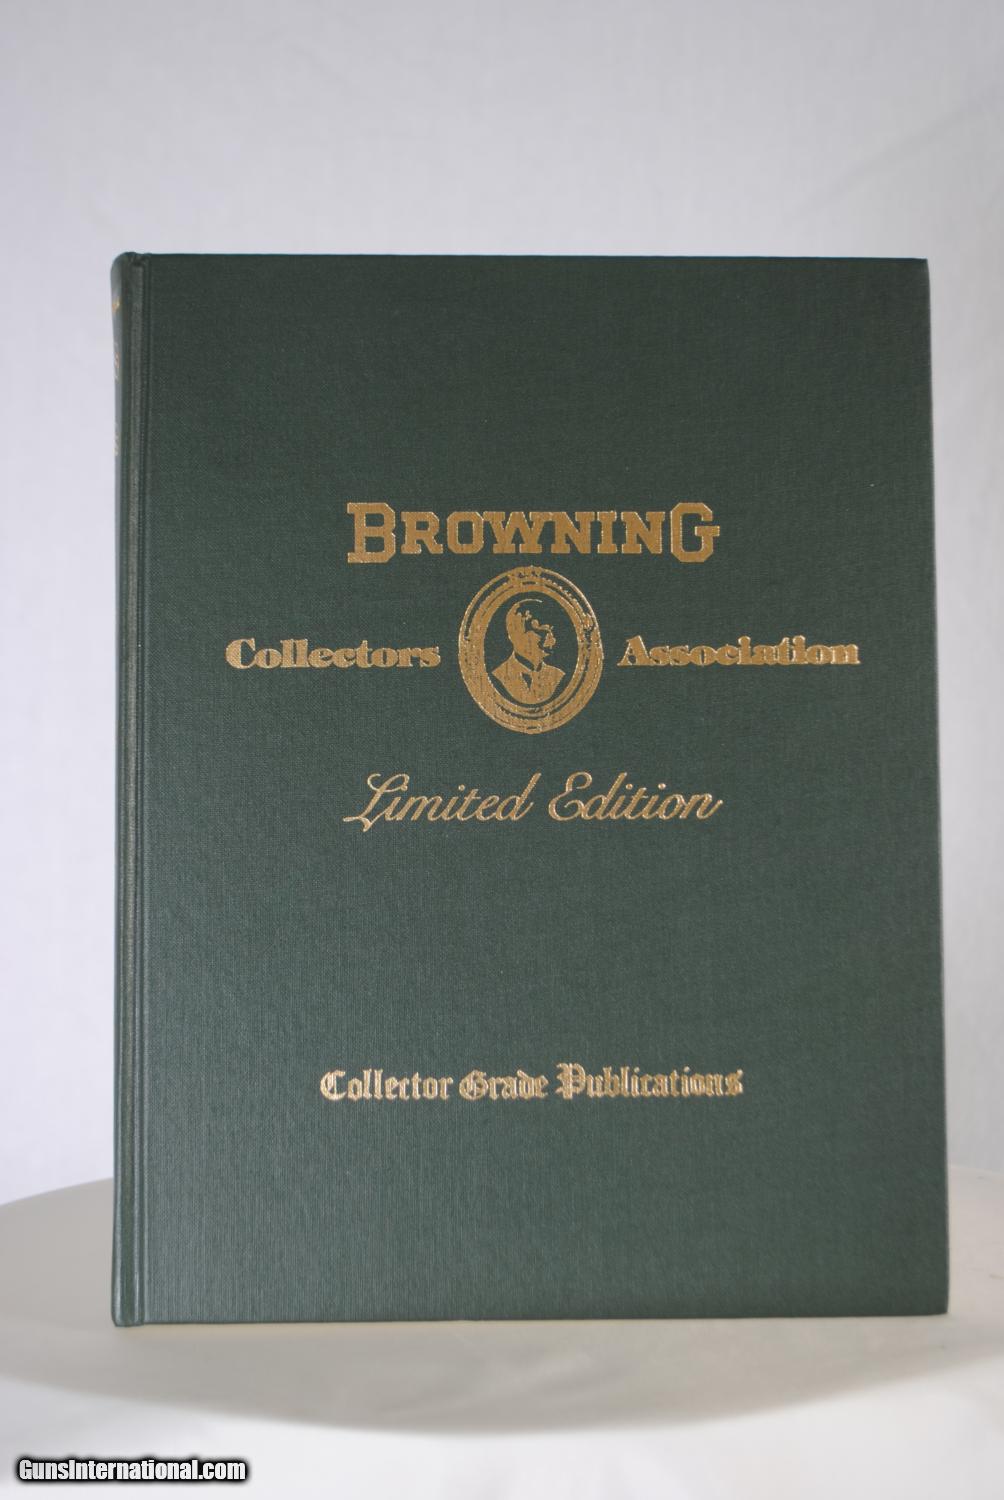 BROWNING
Collectors Association
Limited Edition
Collector Grade Publications
GunsInternational.com